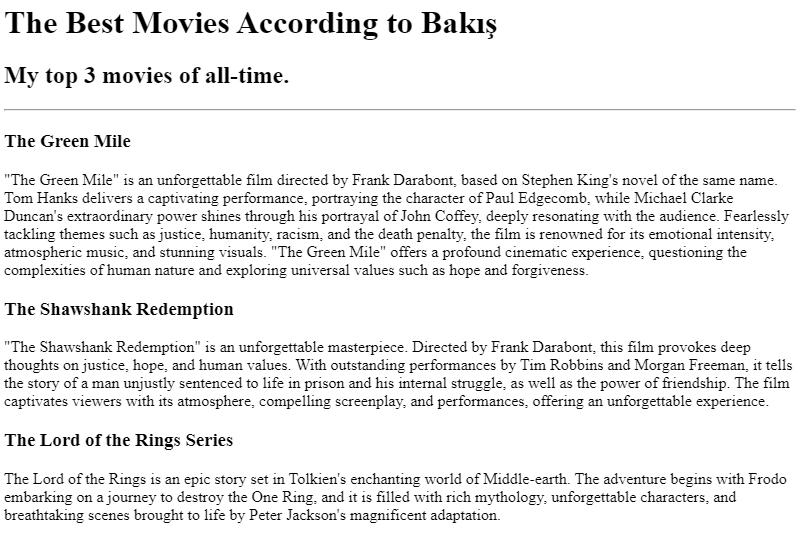 The Best Movies According to Bakış
My top 3 movies of all-time.
The Green Mile
"The Green Mile" is an unforgettable film directed by Frank Darabont, based on Stephen King's novel of the same name.
Tom Hanks delivers a captivating performance, portraying the character of Paul Edgecomb, while Michael Clarke
Duncan's extraordinary power shines through his portrayal of John Coffey, deeply resonating with the audience. Fearlessly
tackling themes such as justice, humanity, racism, and the death penalty, the film is renowned for its emotional intensity,
atmospheric music, and stunning visuals. "The Green Mile" offers a profound cinematic experience, questioning the
complexities of human nature and exploring universal values such as hope and forgiveness.
The Shawshank Redemption
"The Shawshank Redemption" is an unforgettable masterpiece. Directed by Frank Darabont, this film provokes deep
thoughts on justice, hope, and human values. With outstanding performances by Tim Robbins and Morgan Freeman, it tells
the story of a man unjustly sentenced to life in prison and his internal struggle, as well as the power of friendship. The film
captivates viewers with its atmosphere, compelling screenplay, and performances, offering an unforgettable experience.
The Lord of the Rings Series
The Lord of the Rings is an epic story set in Tolkien's enchanting world of Middle-earth. The adventure begins with Frodo
embarking on a journey to destroy the One Ring, and it is filled with rich mythology, unforgettable characters, and
breathtaking scenes brought to life by Peter Jackson's magnificent adaptation.